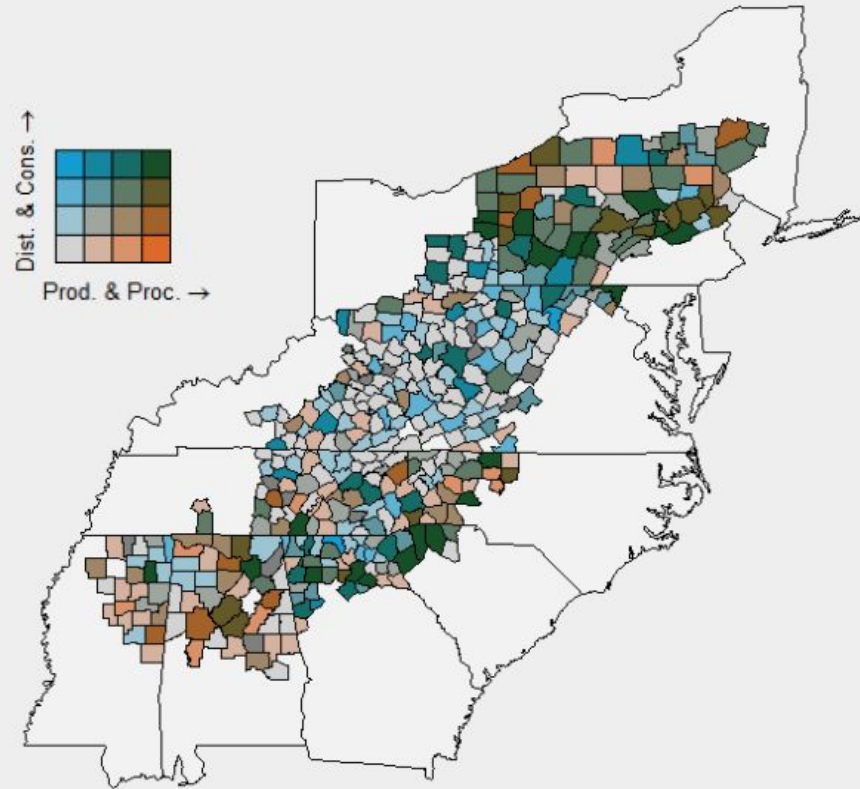 Dist. & Cons. →
Prod. & Proc. →